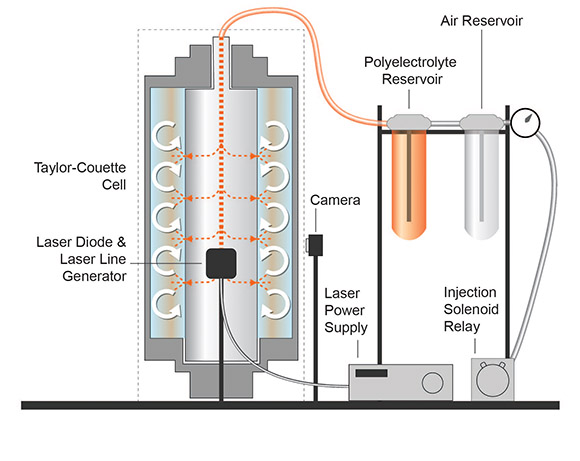 Air Reservoir
Polyelectrolyte
Reservoir
Taylor-Couette
Cell
Camera
Laser Diode &
Laser Line
Generator
Laser
Power
Supply
Injection
Solenoid
Relay